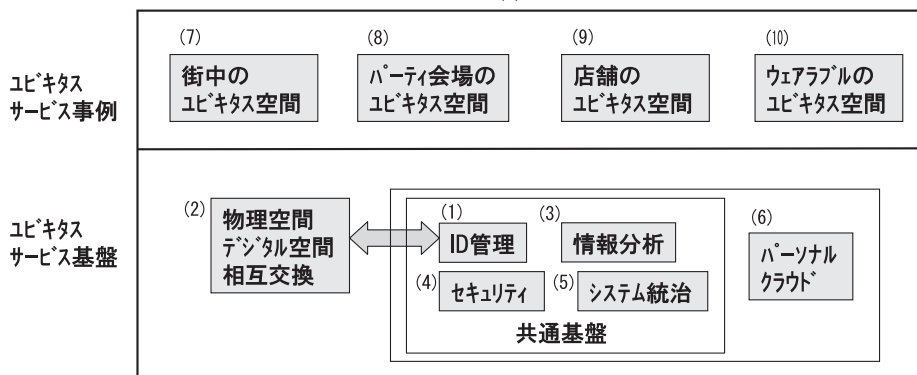 (7)
街中の
ユビキタス空間
(8)
パーティ会場の
ユビキタス空間
(9)
店舗の
ユビキタス空間
(10)
ウェアラブルの
ユビキタス空間
ユビキタス
サービス事例
ユビキタス
サービス基盤
(2)
物理空間
デジタル空間
相互交換
(1)
ID管理
(3)
情報分析
(4)
セキュリティ
(5)
システム統治
共通基盤
(6)
パーソナル
クラウド